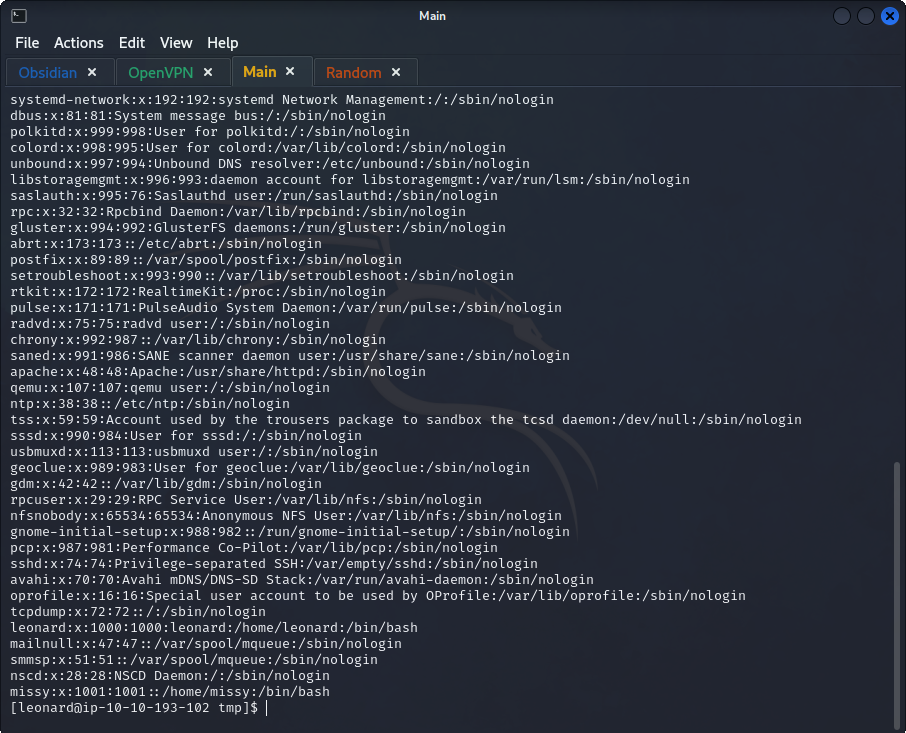 Main
File Actions Edit View Help
Obsidian × OpenVPN × Main × Random ×
systemd-network:x:192:192:systemd Network Management:/:/sbin/nologin
dbus:x:81:81:System message bus:/:/sbin/nologin
polkitd:x:999:998:User for polkitd:/:/sbin/nologin
colord:x:998:995:User for colord:/var/lib/colord:/sbin/nologin
unbound:x:997:994:Unbound DNS resolver:/etc/unbound:/sbin/nologin
libstoragemgmt:x:996:993:daemon account for libstoragemgmt:/var/run/lsm:/sbin/nologin
saslauth:x:995:76:Saslauthd user:/run/saslauthd:/sbin/nologin
rpc:x:32:32:Rpcbind Daemon:/var/lib/rpcbind:/sbin/nologin
gluster:x:994:992:GlusterFS daemons:/run/gluster:/sbin/nologin
abrt:x:173:173::/etc/abrt:/sbin/nologin
postfix:x:89:89::/var/spool/postfix:/sbin/nologin
setroubleshoot:x:993:990::/var/lib/setroubleshoot:/sbin/nologin
rtkit:x:172:172:RealtimeKit:/proc:/sbin/nologin
pulse:x:171:171:PulseAudio System Daemon:/var/run/pulse:/sbin/nologin
radvd:x:75:75:radvd user:/:/sbin/nologin
chrony:x:992:987::/var/lib/chrony:/sbin/nologin
saned:x:991:986:SANE scanner daemon user:/usr/share/sane:/sbin/nologin
apache:x:48:48:Apache:/usr/share/httpd:/sbin/nologin
qemu:x:107:107:qemu user:/:/sbin/nologin
ntp:x:38:38::/etc/ntp:/sbin/nologin
tss:x:59:59:Account used by the trousers package to sandbox the tcsd daemon:/dev/null:/sbin/nologin
sssd:x:990:984:User for sssd:/:/sbin/nologin
usbmuxd:x:113:113:usbmuxd user:/:/sbin/nologin
geoclue:x:989:983:User for geoclue:/var/lib/geoclue:/sbin/nologin
gdm:x:42:42::/var/lib/gdm:/sbin/nologin
rpcuser:x:29:29:RPC Service User:/var/lib/nfs:/sbin/nologin
nfsnobody:x:65534:65534:Anonymous NFS User:/var/lib/nfs:/sbin/nologin
gnome-initial-setup:x:988:982::/run/gnome-initial-setup/:/sbin/nologin
pcp:x:987:981:Performance Co-Pilot:/var/lib/pcp:/sbin/nologin
sshd:x:74:74:Privilege-separated SSH:/var/empty/sshd:/sbin/nologin
avahi:x:70:70:Avahi mDNS/DNS-SD Stack:/var/run/avahi-daemon:/sbin/nologin
oprofile:x:16:16:Special user account to be used by OProfile:/var/lib/oprofile:/sbin/nologin
tcpdump:x:72:72::/:/sbin/nologin
leonard:x:1000:1000:leonard:/home/leonard:/bin/bash
mailnull:x:47:47::/var/spool/mqueue:/sbin/nologin
smmsp:x:51:51::/var/spool/mqueue:/sbin/nologin
nscd:x:28:28:NSCD Daemon:/:/sbin/nologin
missy:x:1001:1001::/home/missy:/bin/bash
[leonard@ip-10-10-193-102 tmp]$